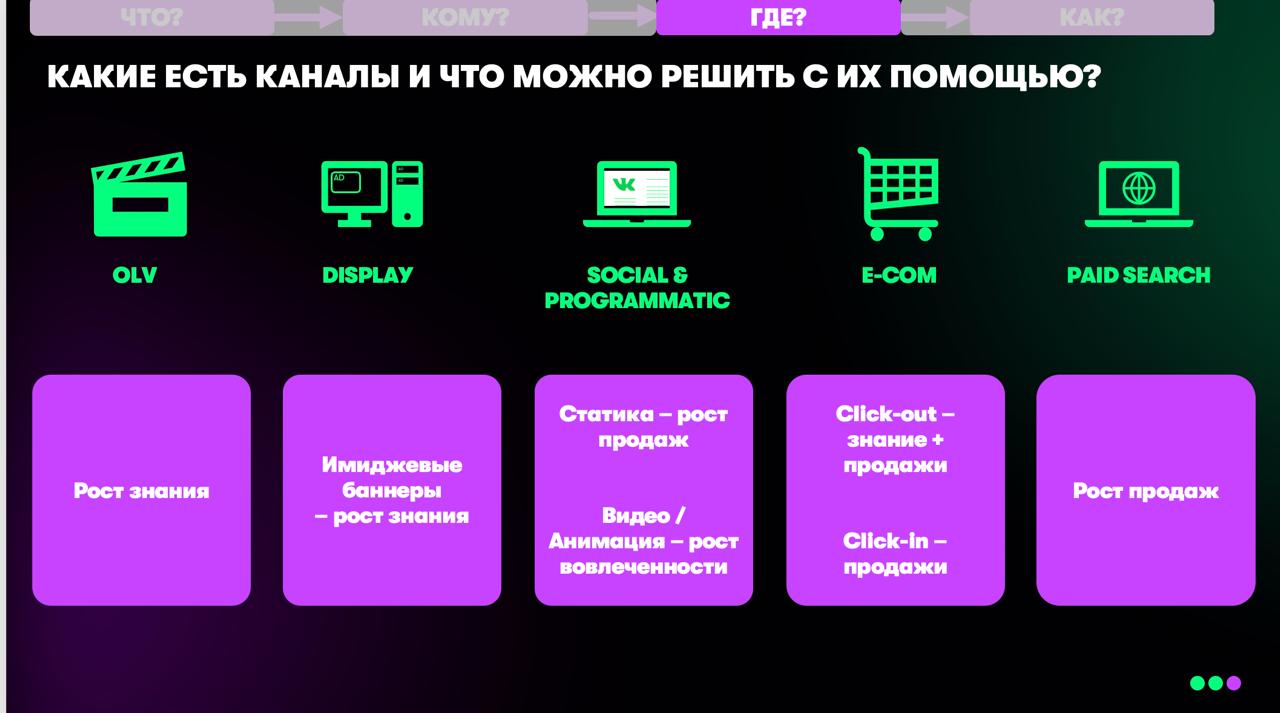 ЧТО?
КОМУ?
ГДЕ?
КАК?
КАКИЕ ЕСТЬ КАНАЛЫ И ЧТО МОЖНО РЕШИТЬ С ИХ ПОМОЩЬЮ?
AD
OLV
DISPLAY
SOCIAL &
PROGRAMMATIC
E-COM
PAID SEARCH
Рост знания
Имиджевые
баннеры
– рост знания
Статика – рост
продаж
Видео /
Анимация – рост
вовлеченности
Click-out –
знание +
продажи
Click-in –
продажи
Рост продаж